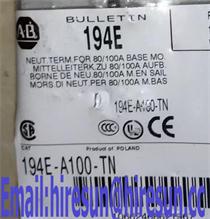 BULLETIN
AB
194E
NEUT.TERM.FOR 80/100A BASE MO.
MITTELLEITERK.ZU 80/100A AUFB.
BORNE DE NEU.80/100A M.EN SAIL
MORS DI NEUT PER 80/100A M.BAS
194E-A100-TN
CAT
Product of POLAND
194E-A100-TN
Email:hiresun@hiresun.cc